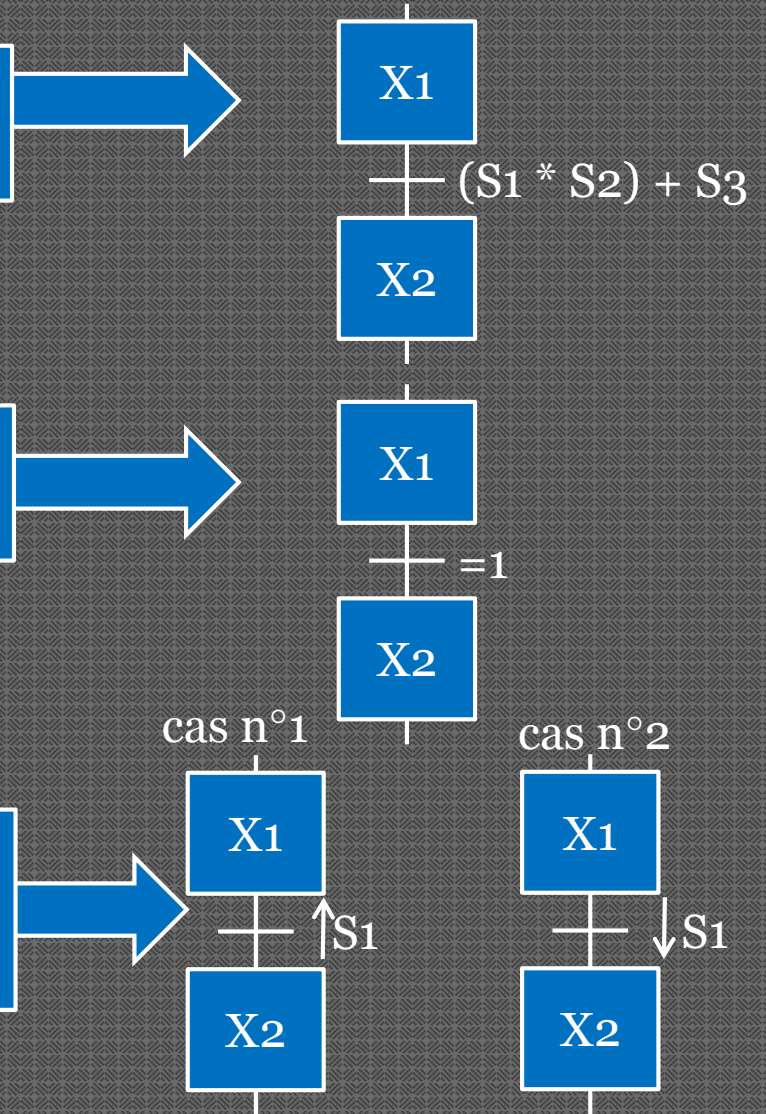 X1
(S1 * S2) + S3
X2
X1
=1
X2
cas n°1
cas n°2
X1
X1
↑S1
↓S1
X2
X2